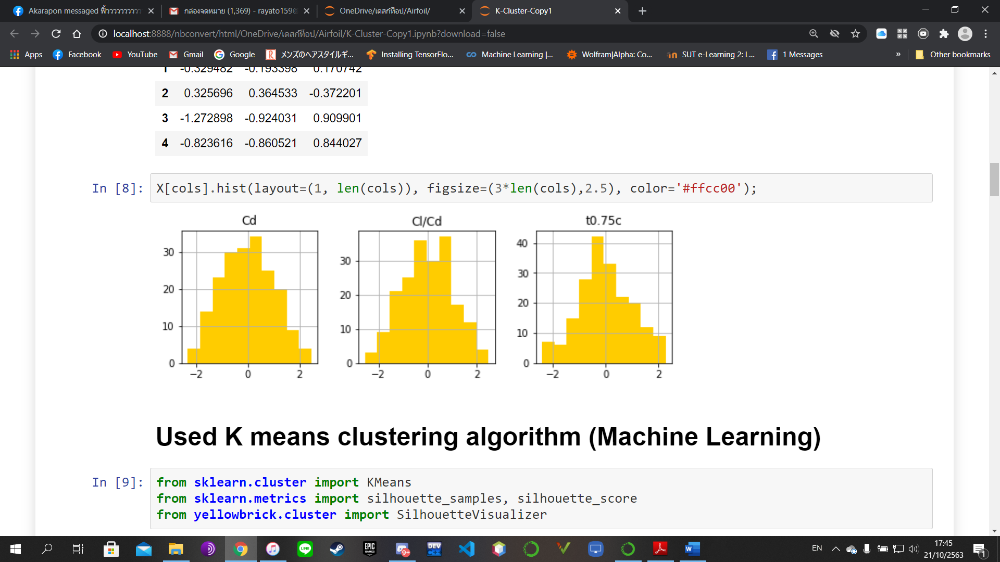 Akarapon messaged ฟิ้ววววววววว
กล่องจดหมาย (1,369) - rayato159@
OneDrive/เดสก์ท็อป/Airfoil/
K-Cluster-Copy1
localhost:8888/nbconvert/html/OneDrive/เดสก์ท็อป/Airfoil/K-Cluster-Copy1.ipynb?download=false
Apps Facebook YouTube Gmail Google メンズのヘアスタイルギ... Installing TensorFlo... Machine Learning |... Wolfram|Alpha: Co... SUT e-Learning 2: L... 1 Messages » Other bookmarks
1 -0.329482 -0.193398 0.170742
2 0.325696 0.364533 -0.372201
3 -1.272898 -0.924031 0.909901
4 -0.823616 -0.860521 0.844027
In [8]: X[cols].hist(layout=(1, len(cols)), figsize=(3*len(cols),2.5), color='#ffcc00');
Cd
30
20
10
0
−2 0 2
Cl/Cd
30
20
10
0
−2 0 2
t0.75c
40
30
20
10
0
−2 0 2
Used K means clustering algorithm (Machine Learning)
In [9]: from sklearn.cluster import KMeans
from sklearn.metrics import silhouette_samples, silhouette_score
from yellowbrick.cluster import SilhouetteVisualizer
LINE
EPIC
GAMES
9+
DEV
C++
EN
17:45
21/10/2563
1